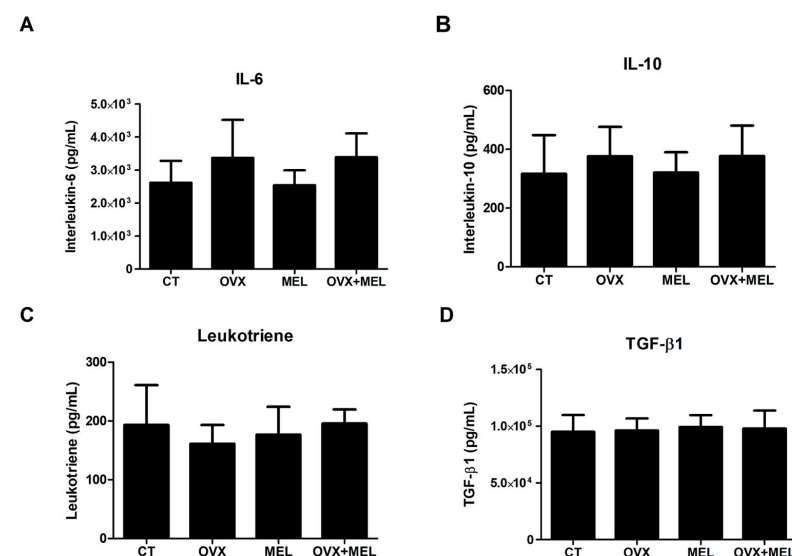 A
IL-6
Interleukin-6 (pg/mL)
5.0×10³
4.0×10³
3.0×10³
2.0×10³
1.0×10³
0
CT OVX MEL OVX+MEL
B
IL-10
Interleukin-10 (pg/mL)
600
400
200
0
CT OVX MEL OVX+MEL
C
Leukotriene
Leukotriene (pg/mL)
300
200
100
0
CT OVX MEL OVX+MEL
D
TGF-β1
TGF-β1 (pg/mL)
1.5×10⁵
1.0×10⁵
5.0×10⁴
0
CT OVX MEL OVX+MEL